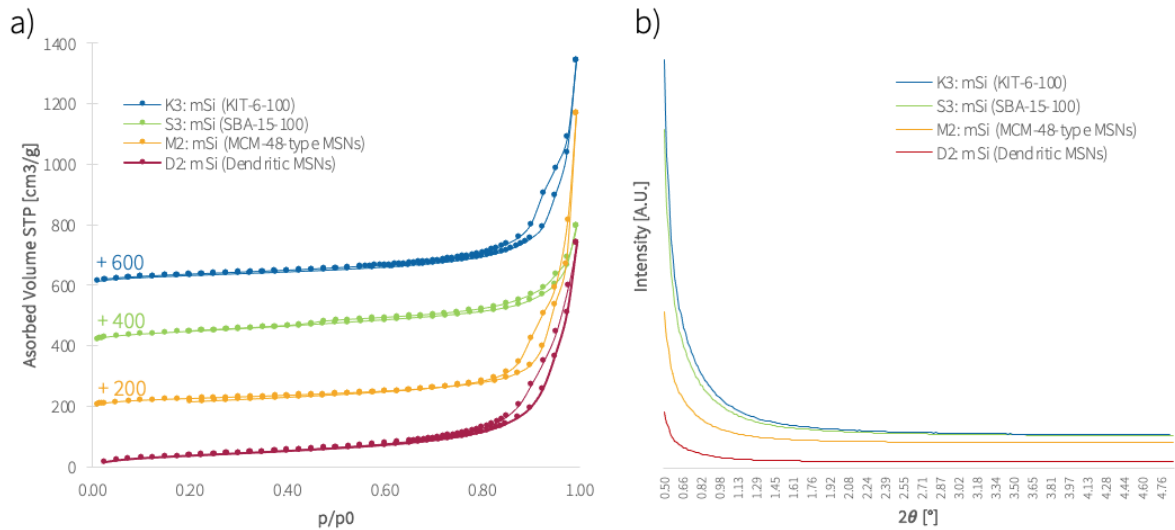 a)
Asorbed Volume STP [cm3/g]
1400
1200
1000
800
600
400
200
0
K3: mSi (KIT-6-100)
S3: mSi (SBA-15-100)
M2: mSi (MCM-48-type MSNs)
D2: mSi (Dendritic MSNs)
+ 600
+ 400
+ 200
0.00 0.20 0.40 0.60 0.80 1.00
p/p0
b)
Intensity [A.U.]
K3: mSi (KIT-6-100)
S3: mSi (SBA-15-100)
M2: mSi (MCM-48-type MSNs)
D2: mSi (Dendritic MSNs)
0.50 0.66 0.82 0.98 1.13 1.29 1.45 1.61 1.76 1.92 2.08 2.24 2.39 2.55 2.71 2.87 3.02 3.18 3.34 3.50 3.65 3.81 3.97 4.13 4.28 4.44 4.60 4.76
2θ [°]